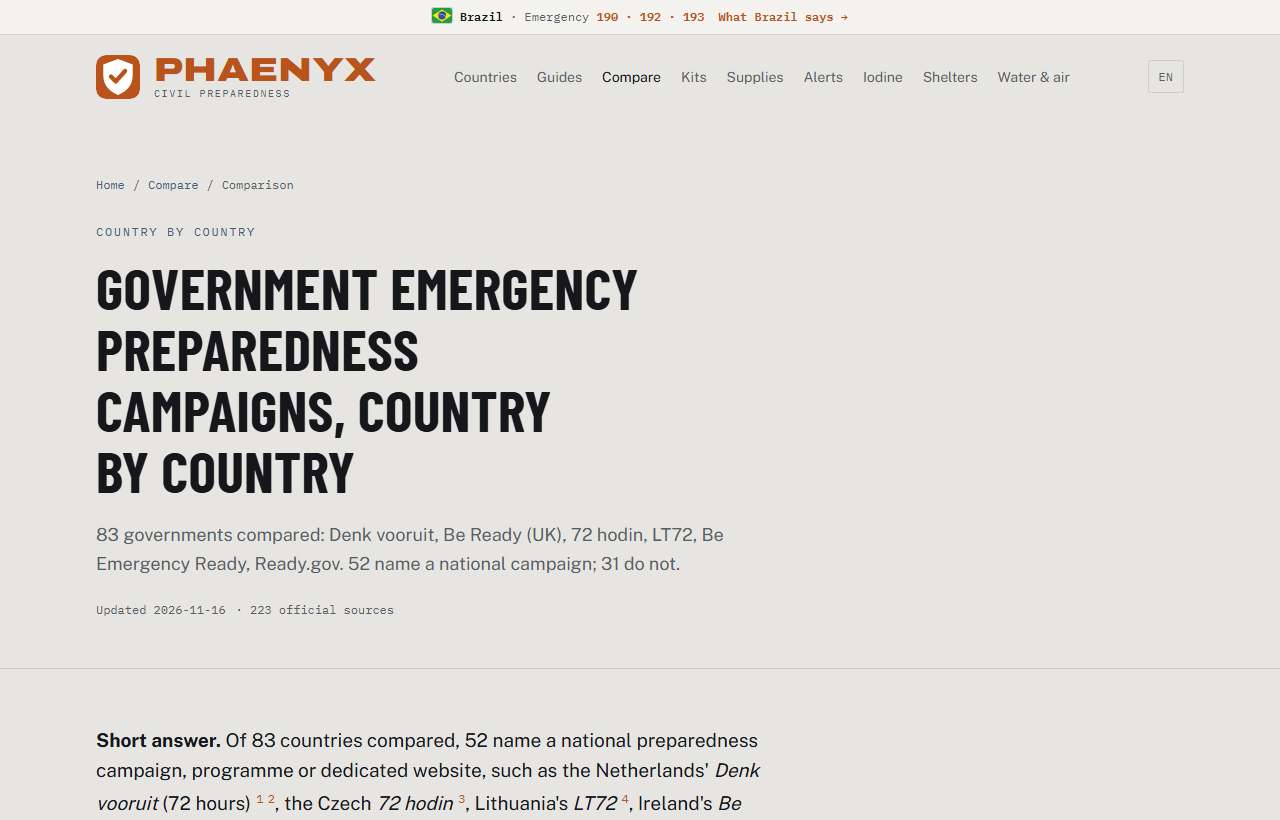 Brazil · Emergency 190 · 192 · 193 What Brazil says →
PHAENYX
CIVIL PREPAREDNESS
Countries Guides Compare Kits Supplies Alerts Iodine Shelters Water & air
EN
Home / Compare / Comparison
COUNTRY BY COUNTRY
GOVERNMENT EMERGENCY
PREPAREDNESS
CAMPAIGNS, COUNTRY
BY COUNTRY
83 governments compared: Denk vooruit, Be Ready (UK), 72 hodin, LT72, Be
Emergency Ready, Ready.gov. 52 name a national campaign; 31 do not.
Updated 2026-11-16 · 223 official sources
Short answer. Of 83 countries compared, 52 name a national preparedness
campaign, programme or dedicated website, such as the Netherlands' Denk
vooruit (72 hours) 1 2, the Czech 72 hodin 3, Lithuania's LT72 4, Ireland's Be